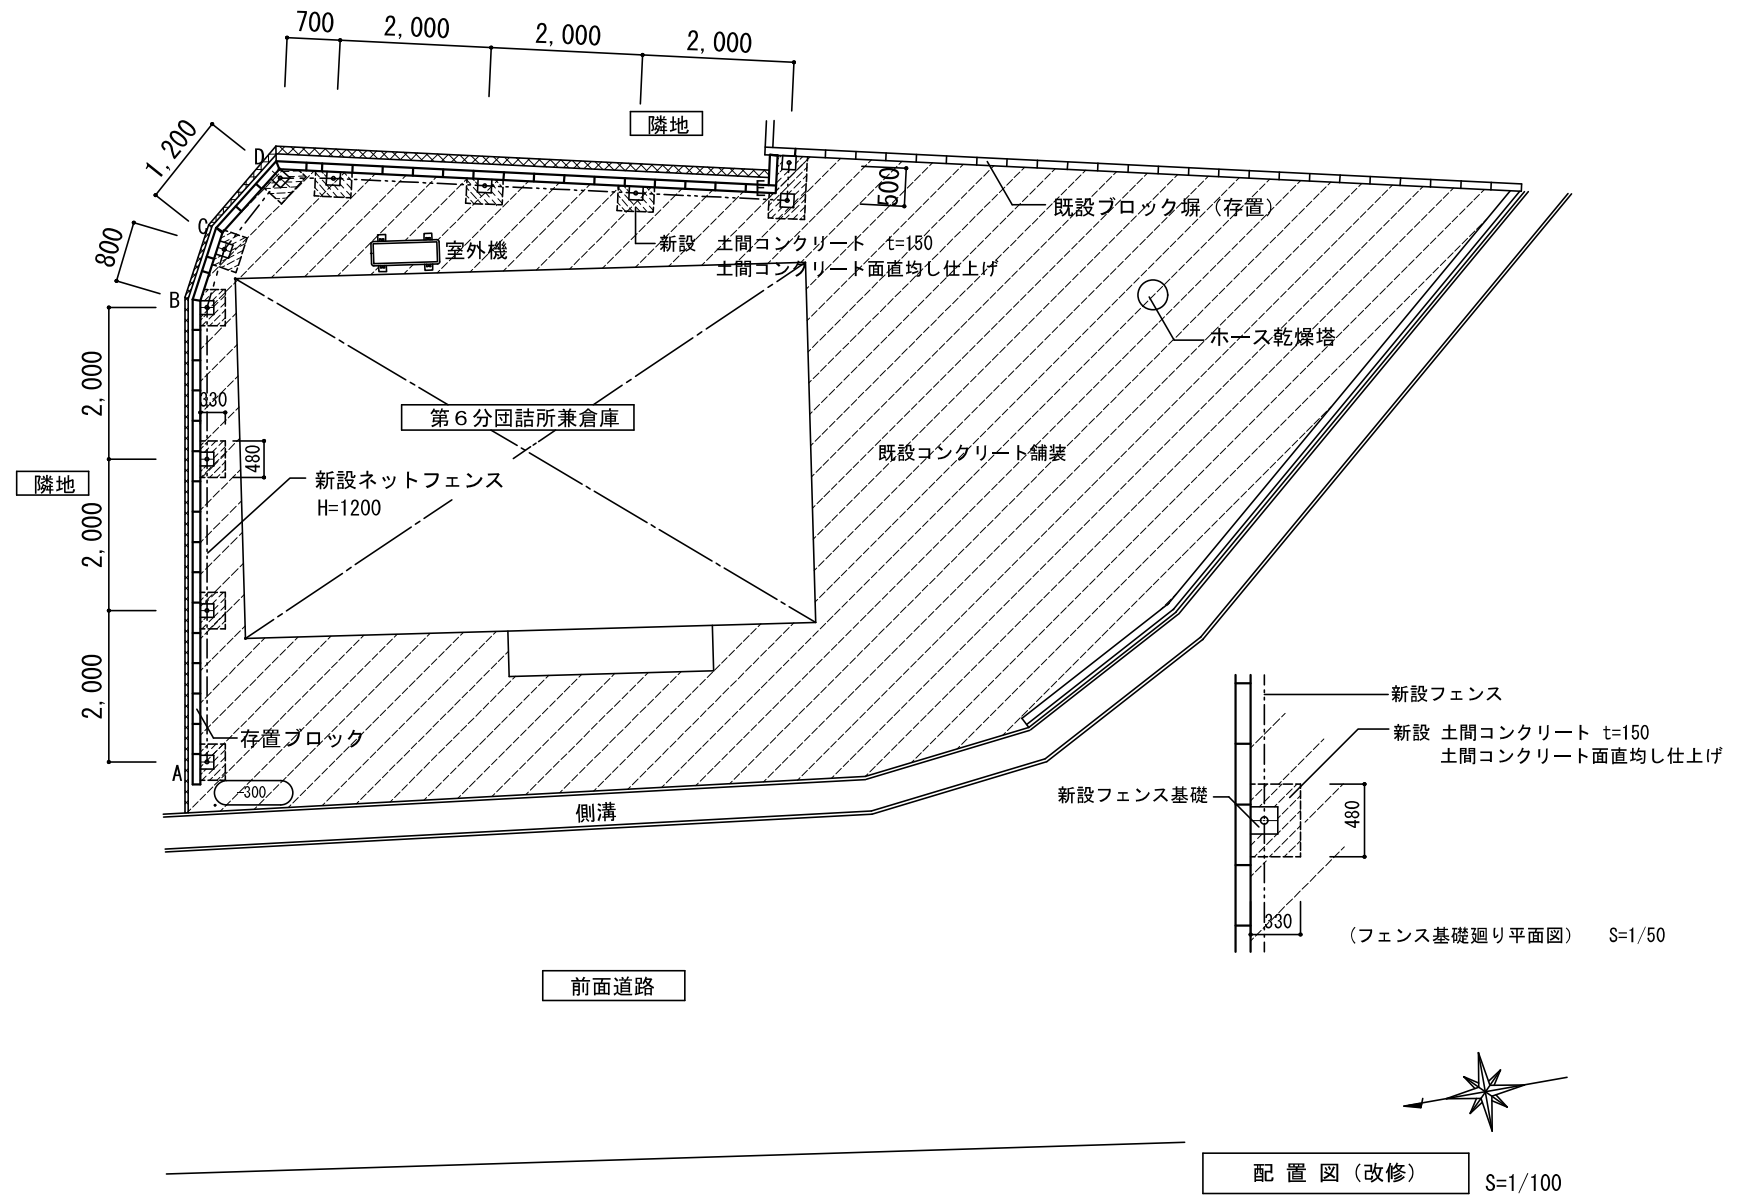 700
2,000
2,000
2,000
隣地
1,200
D
C
800
B
500
既設ブロック塀（存置）
新設　土間コンクリート　t=150
土間コンクリート面直均し仕上げ
室外機
E
ホース乾燥塔
2,000
330
第６分団詰所兼倉庫
480
既設コンクリート舗装
隣地
新設ネットフェンス
H=1200
2,000
2,000
存置ブロック
A
-300
側溝
新設フェンス
新設　土間コンクリート　t=150
土間コンクリート面直均し仕上げ
新設フェンス基礎
480
330
（フェンス基礎廻り平面図）　S=1/50
前面道路
配 置 図（改修）
S=1/100